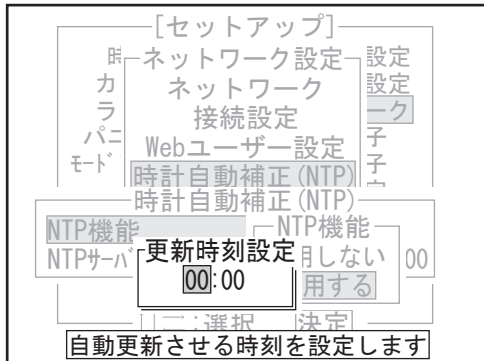 [セットアップ]
ネットワーク設定 設定
カ ネットワーク 設定
ラ 接続設定 ーク
パニ Webユーザー設定 子
モード 時計自動補正(NTP) 子
時計自動補正(NTP)
NTP機能 NTP機能
NTPサーバ 更新時刻設定 用しない 00
00:00 用する
:選択 決定
自動更新させる時刻を設定します